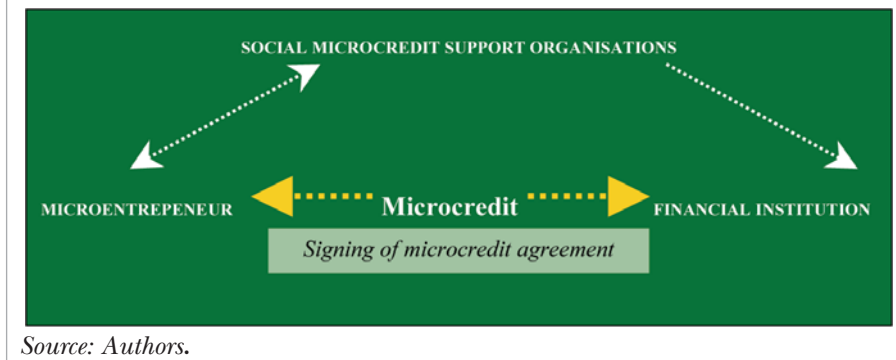 SOCIAL MICROCREDIT SUPPORT ORGANISATIONS
MICROENTREPENEUR
Microcredit
FINANCIAL INSTITUTION
Signing of microcredit agreement
Source: Authors.